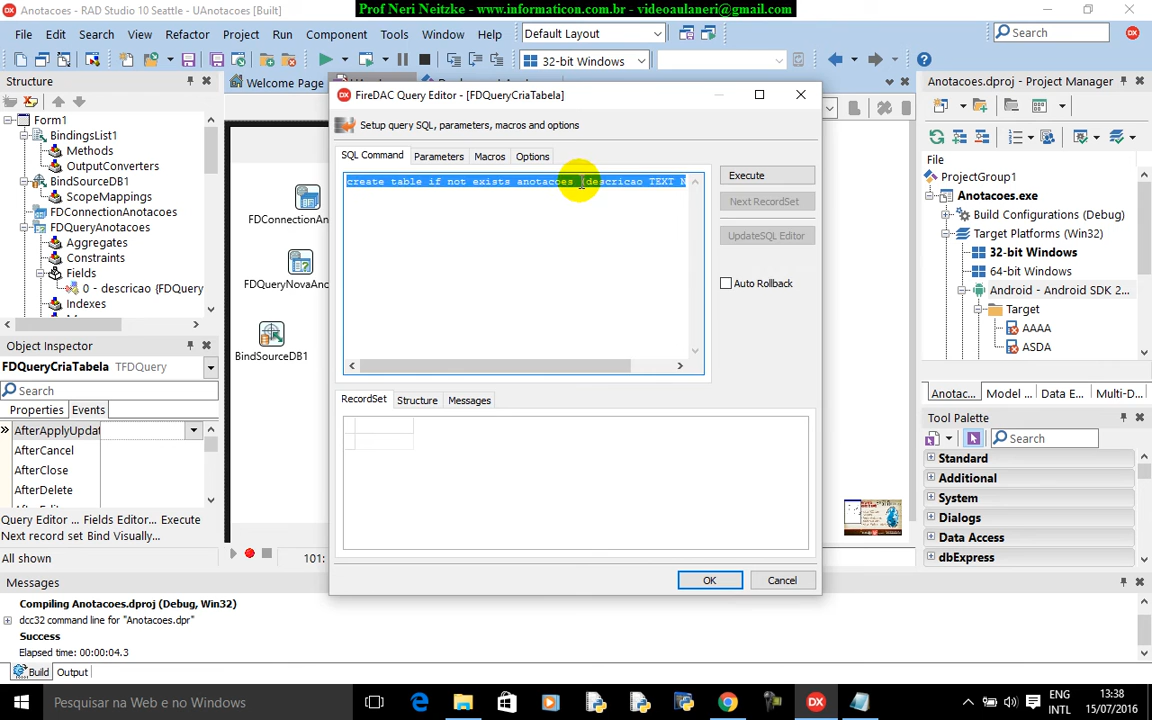 Anotacoes - RAD Studio 10 Seattle - UAnotacoes [Built]
Prof Neri Neitzke - www.informaticon.com.br - videoaulaneri@gmail.com
File Edit Search View Refactor Project Run Component Tools Window Help
Default Layout
Search
32-bit Windows
Structure
Form1
BindingsList1
Methods
OutputConverters
BindSourceDB1
ScopeMappings
FDConnectionAnotacoes
FDQueryAnotacoes
Aggregates
Constraints
Fields
0 - descricao {FDQuery
Indexes
Object Inspector
FDQueryCriaTabela TFDQuery
Search
Properties Events
AfterApplyUpdat
AfterCancel
AfterClose
AfterDelete
Query Editor ... Fields Editor... Execute
Next record set Bind Visually...
All shown
Welcome Page
FDConnectionAn
FDQueryNovaAno
BindSourceDB1
101:
FireDAC Query Editor - [FDQueryCriaTabela]
Setup query SQL, parameters, macros and options
SQL Command Parameters Macros Options
create table if not exists anotacoes (descricao TEXT N
Execute
Next RecordSet
UpdateSQL Editor
Auto Rollback
RecordSet Structure Messages
OK Cancel
Anotacoes.dproj - Project Manager
File
ProjectGroup1
Anotacoes.exe
Build Configurations (Debug)
Target Platforms (Win32)
32-bit Windows
64-bit Windows
Android - Android SDK 2...
Target
AAAA
ASDA
Anotac... Model ... Data E... Multi-D...
Tool Palette
Search
Standard
Additional
System
Dialogs
Data Access
dbExpress
Messages
Compiling Anotacoes.dproj (Debug, Win32)
dcc32 command line for "Anotacoes.dpr"
Success
Elapsed time: 00:00:04.3
Build Output
Pesquisar na Web e no Windows
ENG
INTL
13:38
15/07/2016